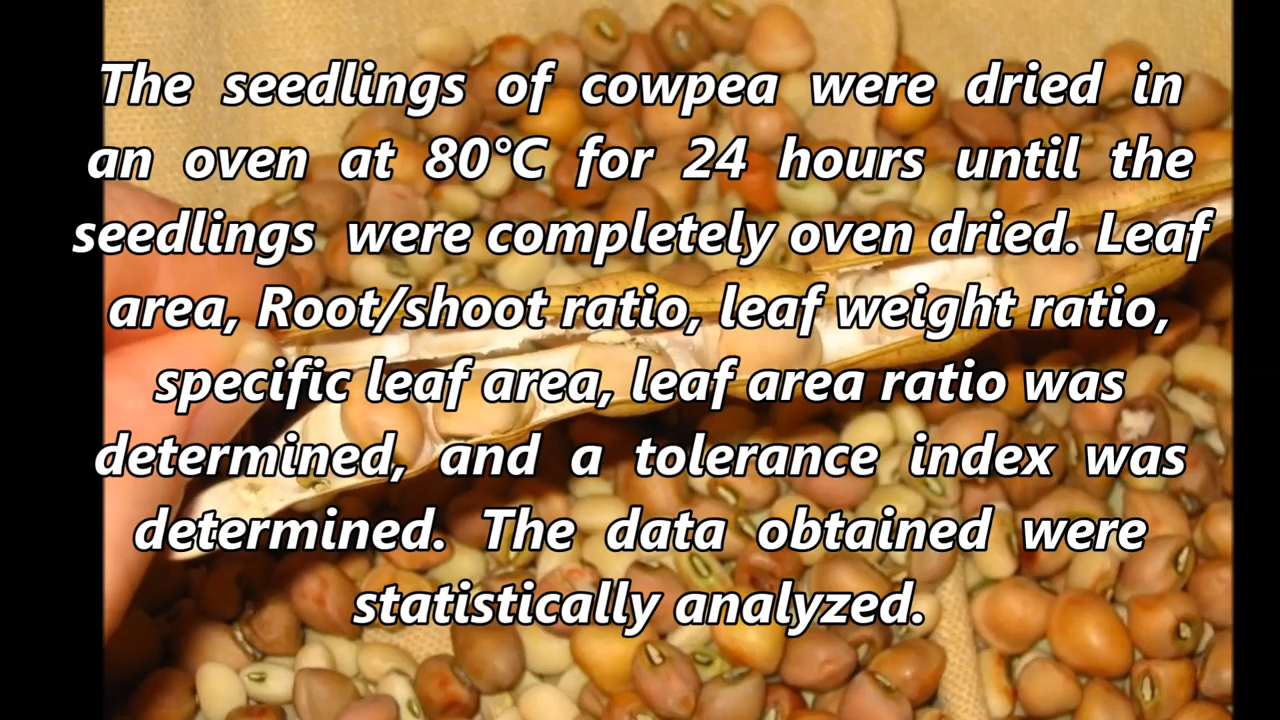 The seedlings of cowpea were dried in
an oven at 80°C for 24 hours until the
seedlings were completely oven dried. Leaf
area, Root/shoot ratio, leaf weight ratio,
specific leaf area, leaf area ratio was
determined, and a tolerance index was
determined. The data obtained were
statistically analyzed.